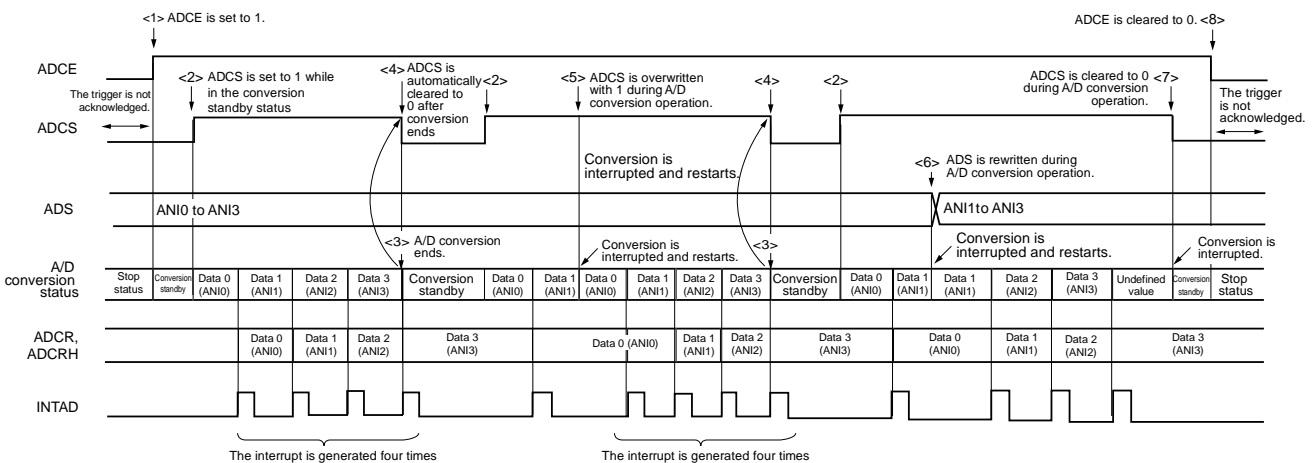 <1> ADCE is set to 1.
ADCE is cleared to 0. <8>
ADCE
The trigger is not
acknowledged.
<2> ADCS is set to 1 while
in the conversion
standby status
<4> ADCS is
automatically
cleared to
0 after
conversion
ends
<2>
<5> ADCS is overwritten
with 1 during A/D
conversion operation.
<4>
<2>
ADCS is cleared to 0 <7>
during A/D conversion
operation.
The trigger
is not
acknowledged.
ADCS
Conversion is
interrupted and restarts.
<6> ADS is rewritten during
A/D conversion operation.
ADS
ANI0 to ANI3
ANI1to ANI3
<3> A/D conversion
ends.
Conversion is
interrupted and restarts.
<3>
Conversion is
interrupted and restarts.
Conversion is
interrupted.
A/D
conversion
status
Stop
status
Conversion
standby
Data 0
(ANI0)
Data 1
(ANI1)
Data 2
(ANI2)
Data 3
(ANI3)
Conversion
standby
Data 0
(ANI0)
Data 1
(ANI1)
Data 0
(ANI0)
Data 1
(ANI1)
Data 2
(ANI2)
Data 3
(ANI3)
Conversion
standby
Data 0
(ANI0)
Data 1
(ANI1)
Data 1
(ANI1)
Data 2
(ANI2)
Data 3
(ANI3)
Undefined
value
Conversion
standby
Stop
status
ADCR,
ADCRH
Data 0
(ANI0)
Data 1
(ANI1)
Data 2
(ANI2)
Data 3
(ANI3)
Data 0 (ANI0)
Data 1
(ANI1)
Data 2
(ANI2)
Data 3
(ANI3)
Data 0
(ANI0)
Data 1
(ANI1)
Data 2
(ANI2)
Data 3
(ANI3)
INTAD
The interrupt is generated four times
The interrupt is generated four times